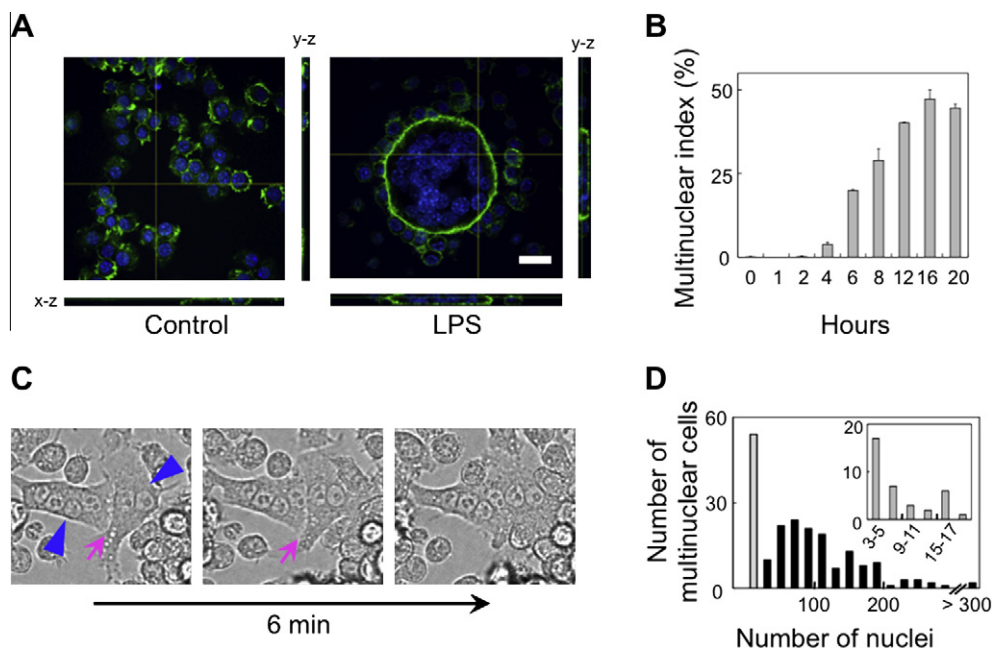 A
y-z
y-z
x-z
Control
LPS
B
Multinuclear index (%)
50
25
0
0 1 2 4 6 8 12 16 20
Hours
C
6 min
D
Number of
multinuclear cells
60
30
0
100 200 > 300
Number of nuclei
20
10
0
3-5 9-11 15-17